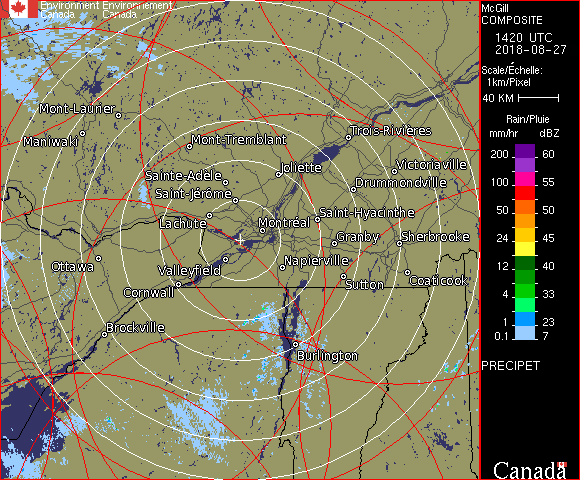 Environment Environnement
Canada Canada
McGill
COMPOSITE
1420 UTC
2018-08-27
Scale/Échelle:
1km/Pixel
40 KM
Rain/Pluie
mm/hr dBZ
200 60
100 55
50 50
24 45
12 40
4 33
1 23
0.1 7
PRECIPET
Canada
Mont-Laurier
Maniwaki
Mont-Tremblant
Trois-Rivières
Joliette
Victoriaville
Sainte-Adèle
Drummondville
Saint-Jérôme
Saint-Hyacinthe
Lachute
Montréal
Granby
Sherbrooke
Ottawa
Valleyfield
Napierville
Sutton
Coaticook
Cornwall
Brockville
Burlington